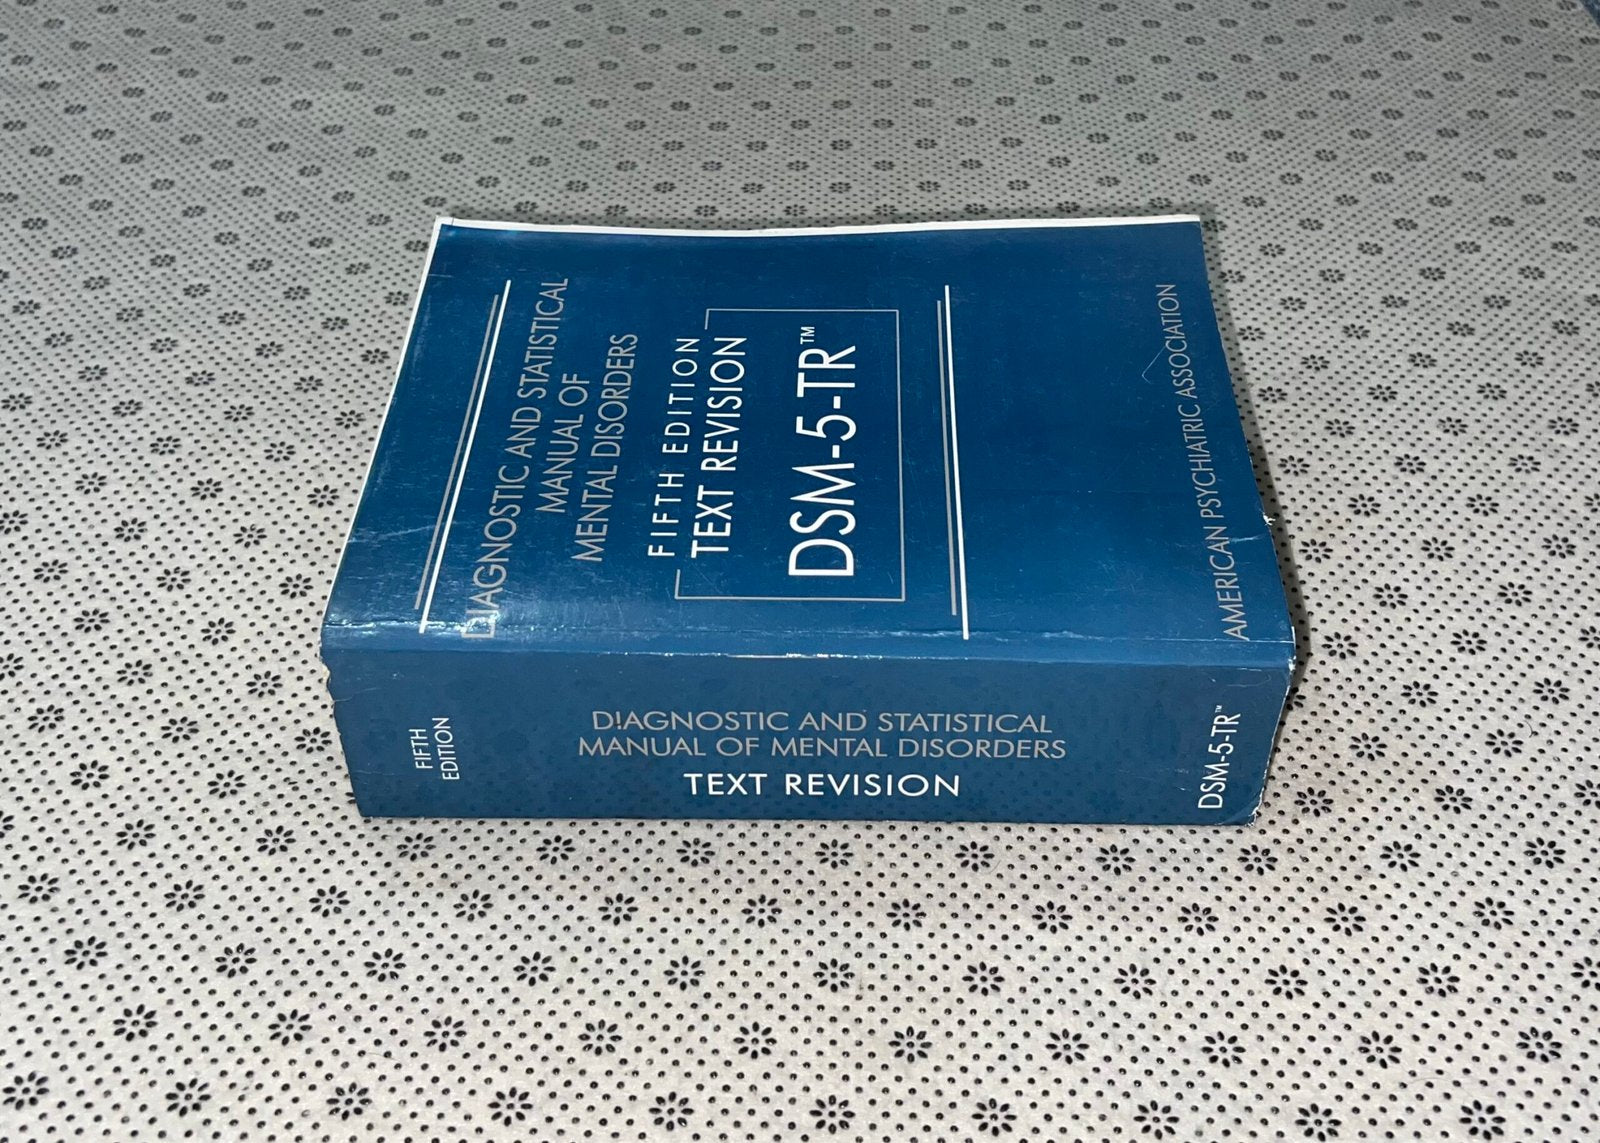 DIAGNOSTIC AND STATISTICAL
MANUAL OF
MENTAL DISORDERS
FIFTH EDITION
TEXT REVISION
DSM-5-TR™
AMERICAN PSYCHIATRIC ASSOCIATION
FIFTH
EDITION
D!AGNOSTIC AND STATISTICAL
MANUAL OF MENTAL DISORDERS
TEXT REVISION
DSM-5-TR™